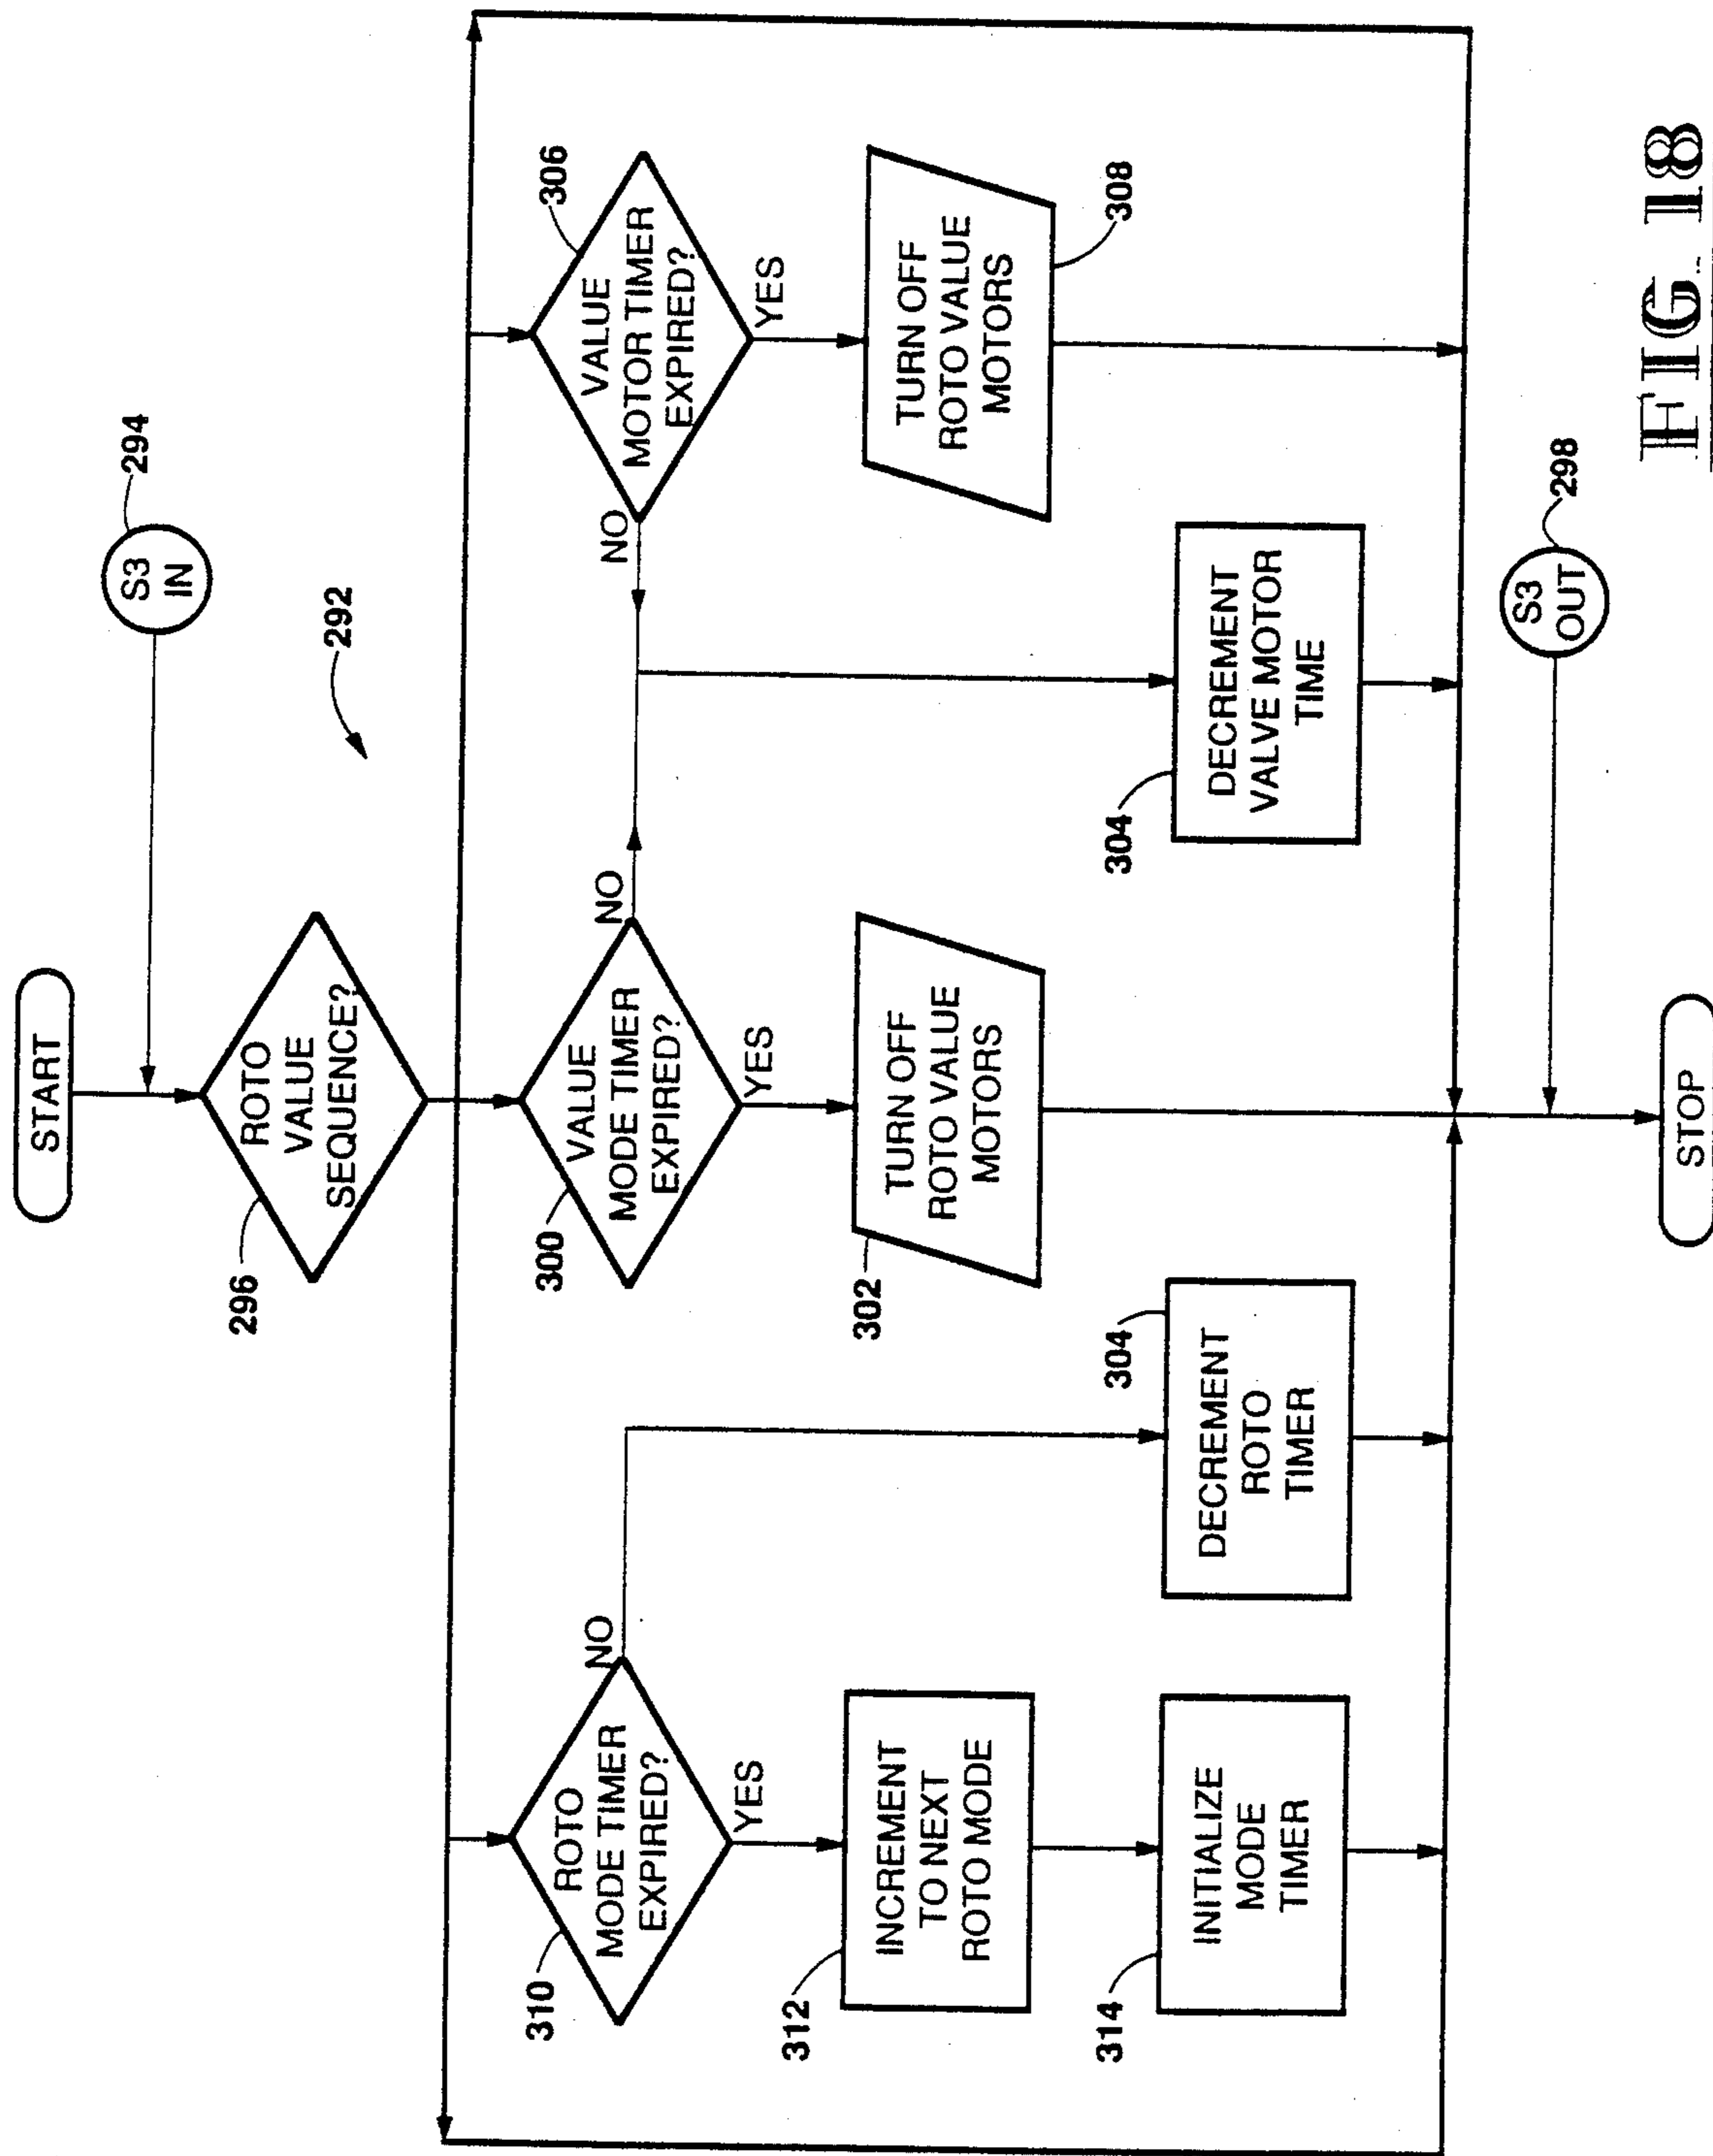 START
S3
IN
294
292
ROTO
VALUE
SEQUENCE?
296
ROTO
MODE TIMER
EXPIRED?
310
NO
YES
VALUE
MODE TIMER
EXPIRED?
300
NO
YES
VALUE
MOTOR TIMER
EXPIRED?
306
NO
YES
INCREMENT
TO NEXT
ROTO MODE
312
TURN OFF
ROTO VALUE
MOTORS
302
TURN OFF
ROTO VALUE
MOTORS
308
INITIALIZE
MODE
TIMER
314
DECREMENT
ROTO
TIMER
304
DECREMENT
VALVE MOTOR
TIME
304
S3
OUT
298
STOP
FIG. 18